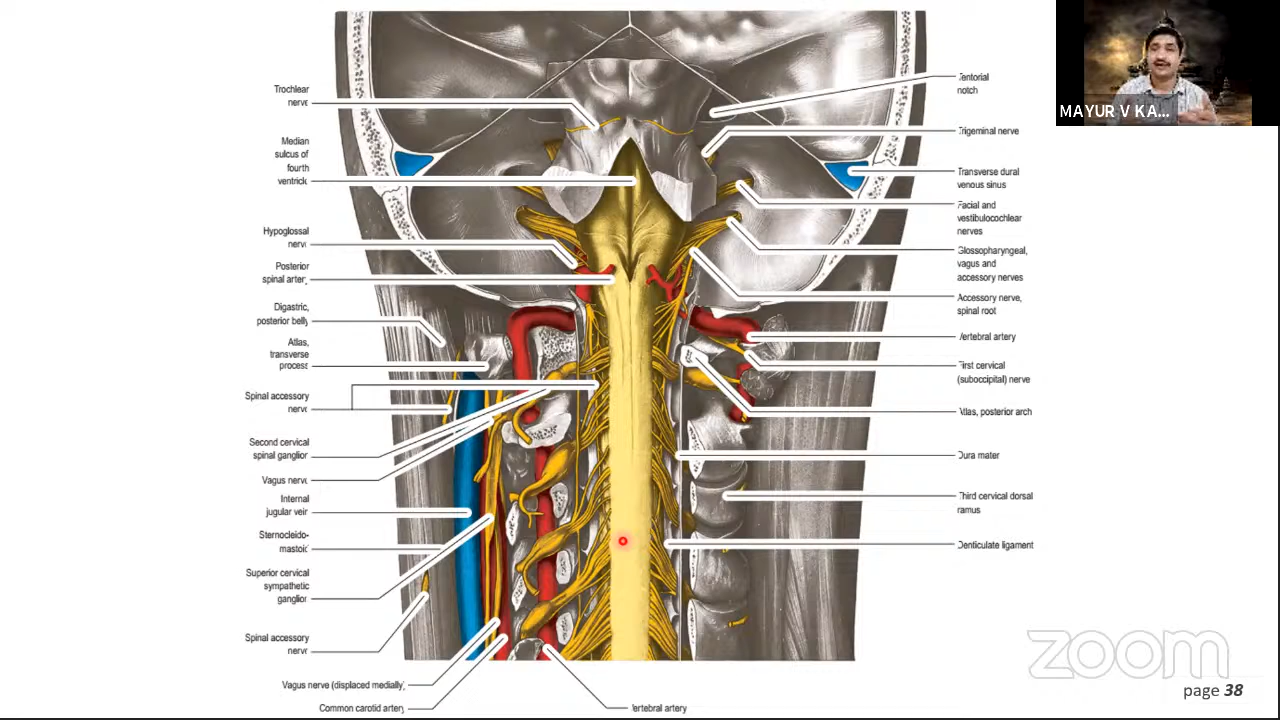 Trochlear
nerve
Median
sulcus of
fourth
ventricle
Hypoglossal
nerve
Posterior
spinal artery
Digastric,
posterior belly
Atlas,
transverse
process
Spinal accessory
nerve
Second cervical
spinal ganglion
Vagus nerve
Internal
jugular vein
Sternocleido-
mastoid
Superior cervical
sympathetic
ganglion
Spinal accessory
nerve
Vagus nerve (displaced medially)
Common carotid artery
Vertebral artery
Tentorial
notch
Trigeminal nerve
Transverse dural
venous sinus
Facial and
vestibulocochlear
nerves
Glossopharyngeal,
vagus and
accessory nerves
Accessory nerve,
spinal root
Vertebral artery
First cervical
(suboccipital) nerve
Atlas, posterior arch
Dura mater
Third cervical dorsal
ramus
Denticulate ligament
MAYUR V KA...
zoom
page 38